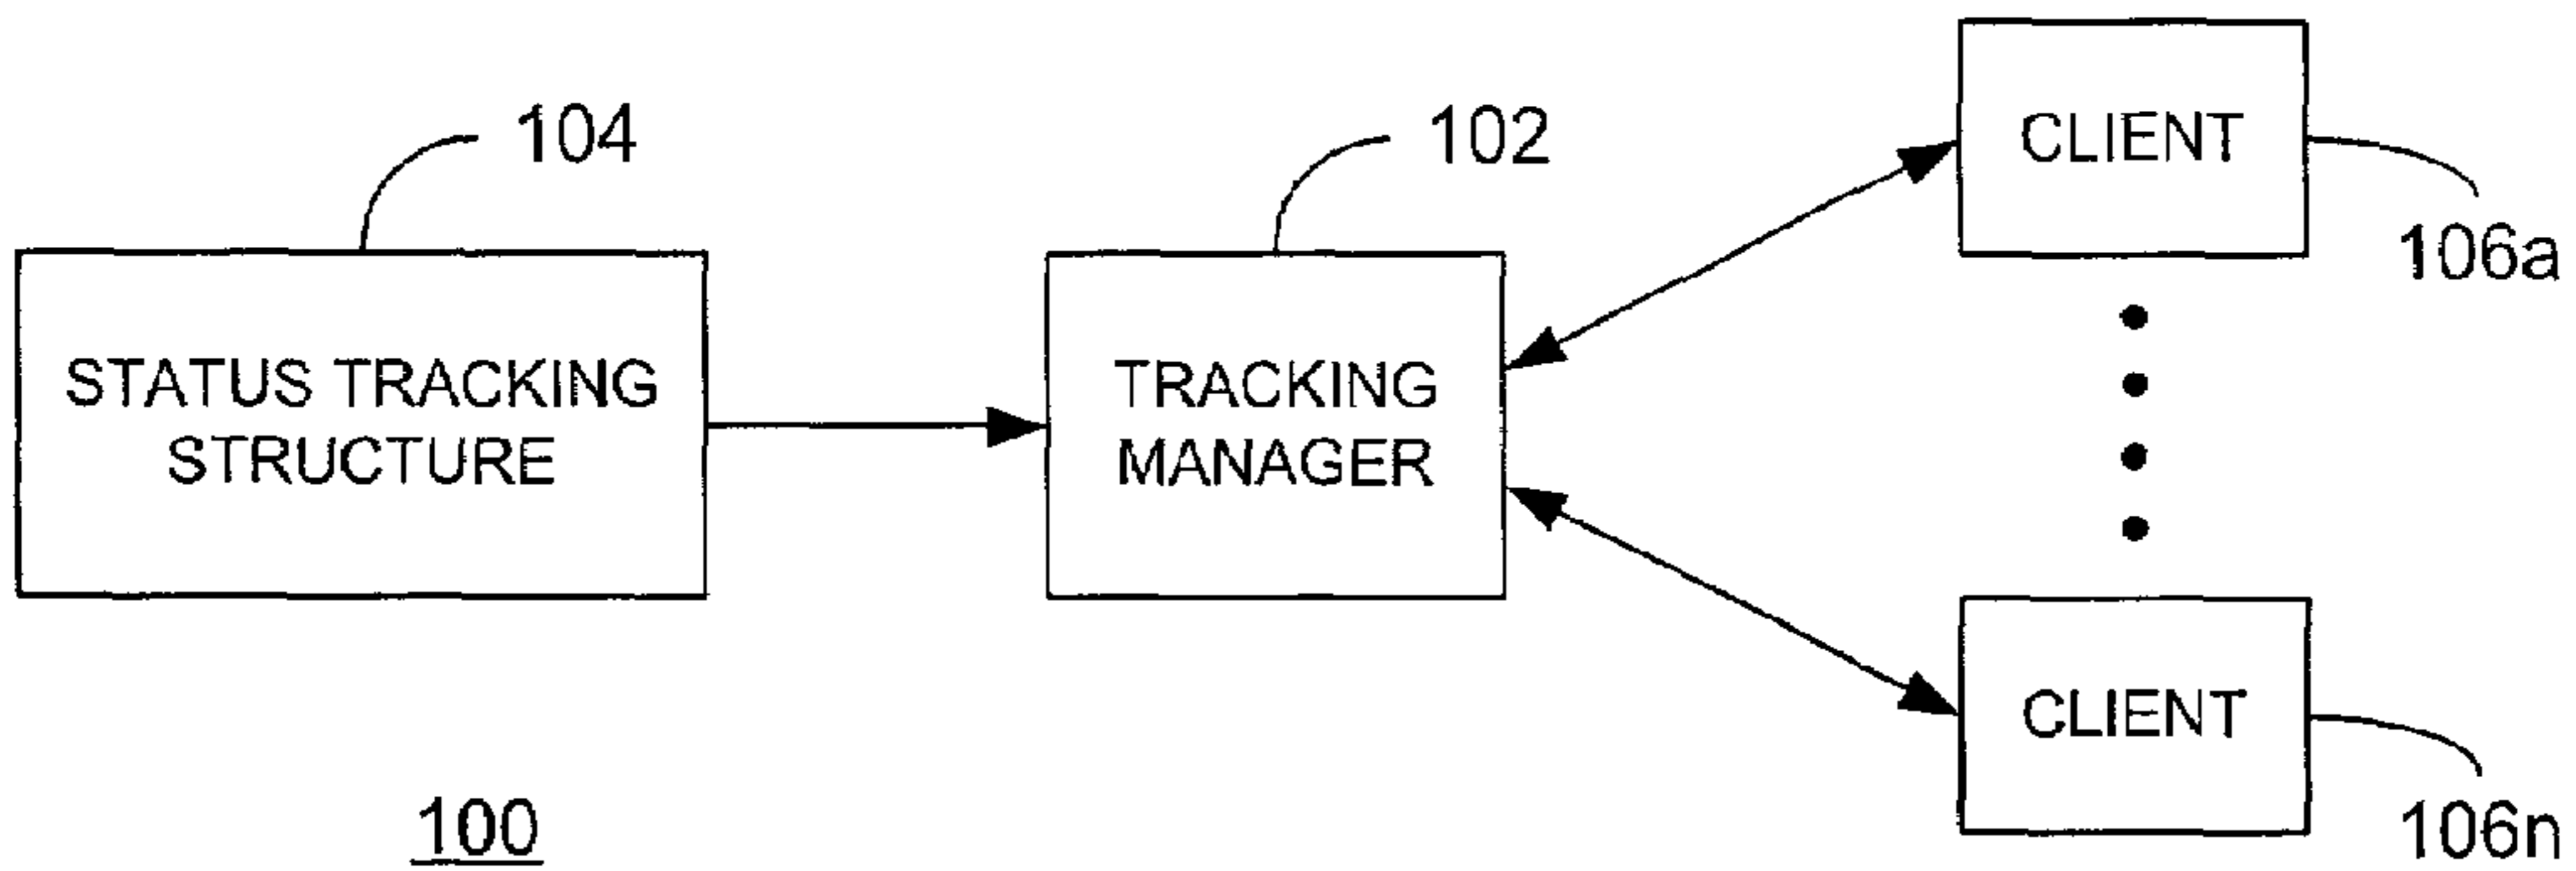 104
102
CLIENT
106a
STATUS TRACKING
STRUCTURE
TRACKING
MANAGER
CLIENT
100
106n